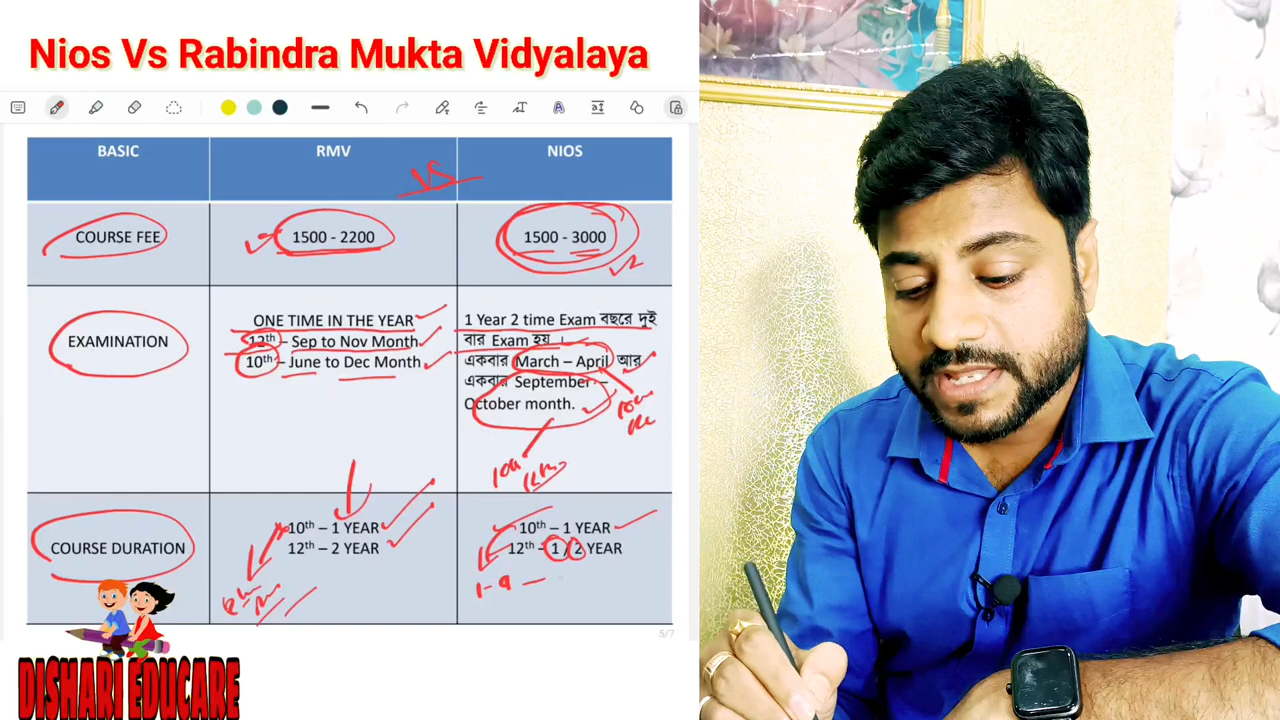 Nios Vs Rabindra Mukta Vidyalaya
BASIC
RMV
NIOS
VS
COURSE FEE
1500 - 2200
1500 - 3000
EXAMINATION
ONE TIME IN THE YEAR
12th – Sep to Nov Month
10th – June to Dec Month
1 Year 2 time Exam বছরে দুই
বার Exam হয় ।
একবার March – April আর
একবার September –
October month.
COURSE DURATION
10th – 1 YEAR
12th – 2 YEAR
10th – 1 YEAR
12th – 1 / 2 YEAR
5/7
DISHARI EDUCARE